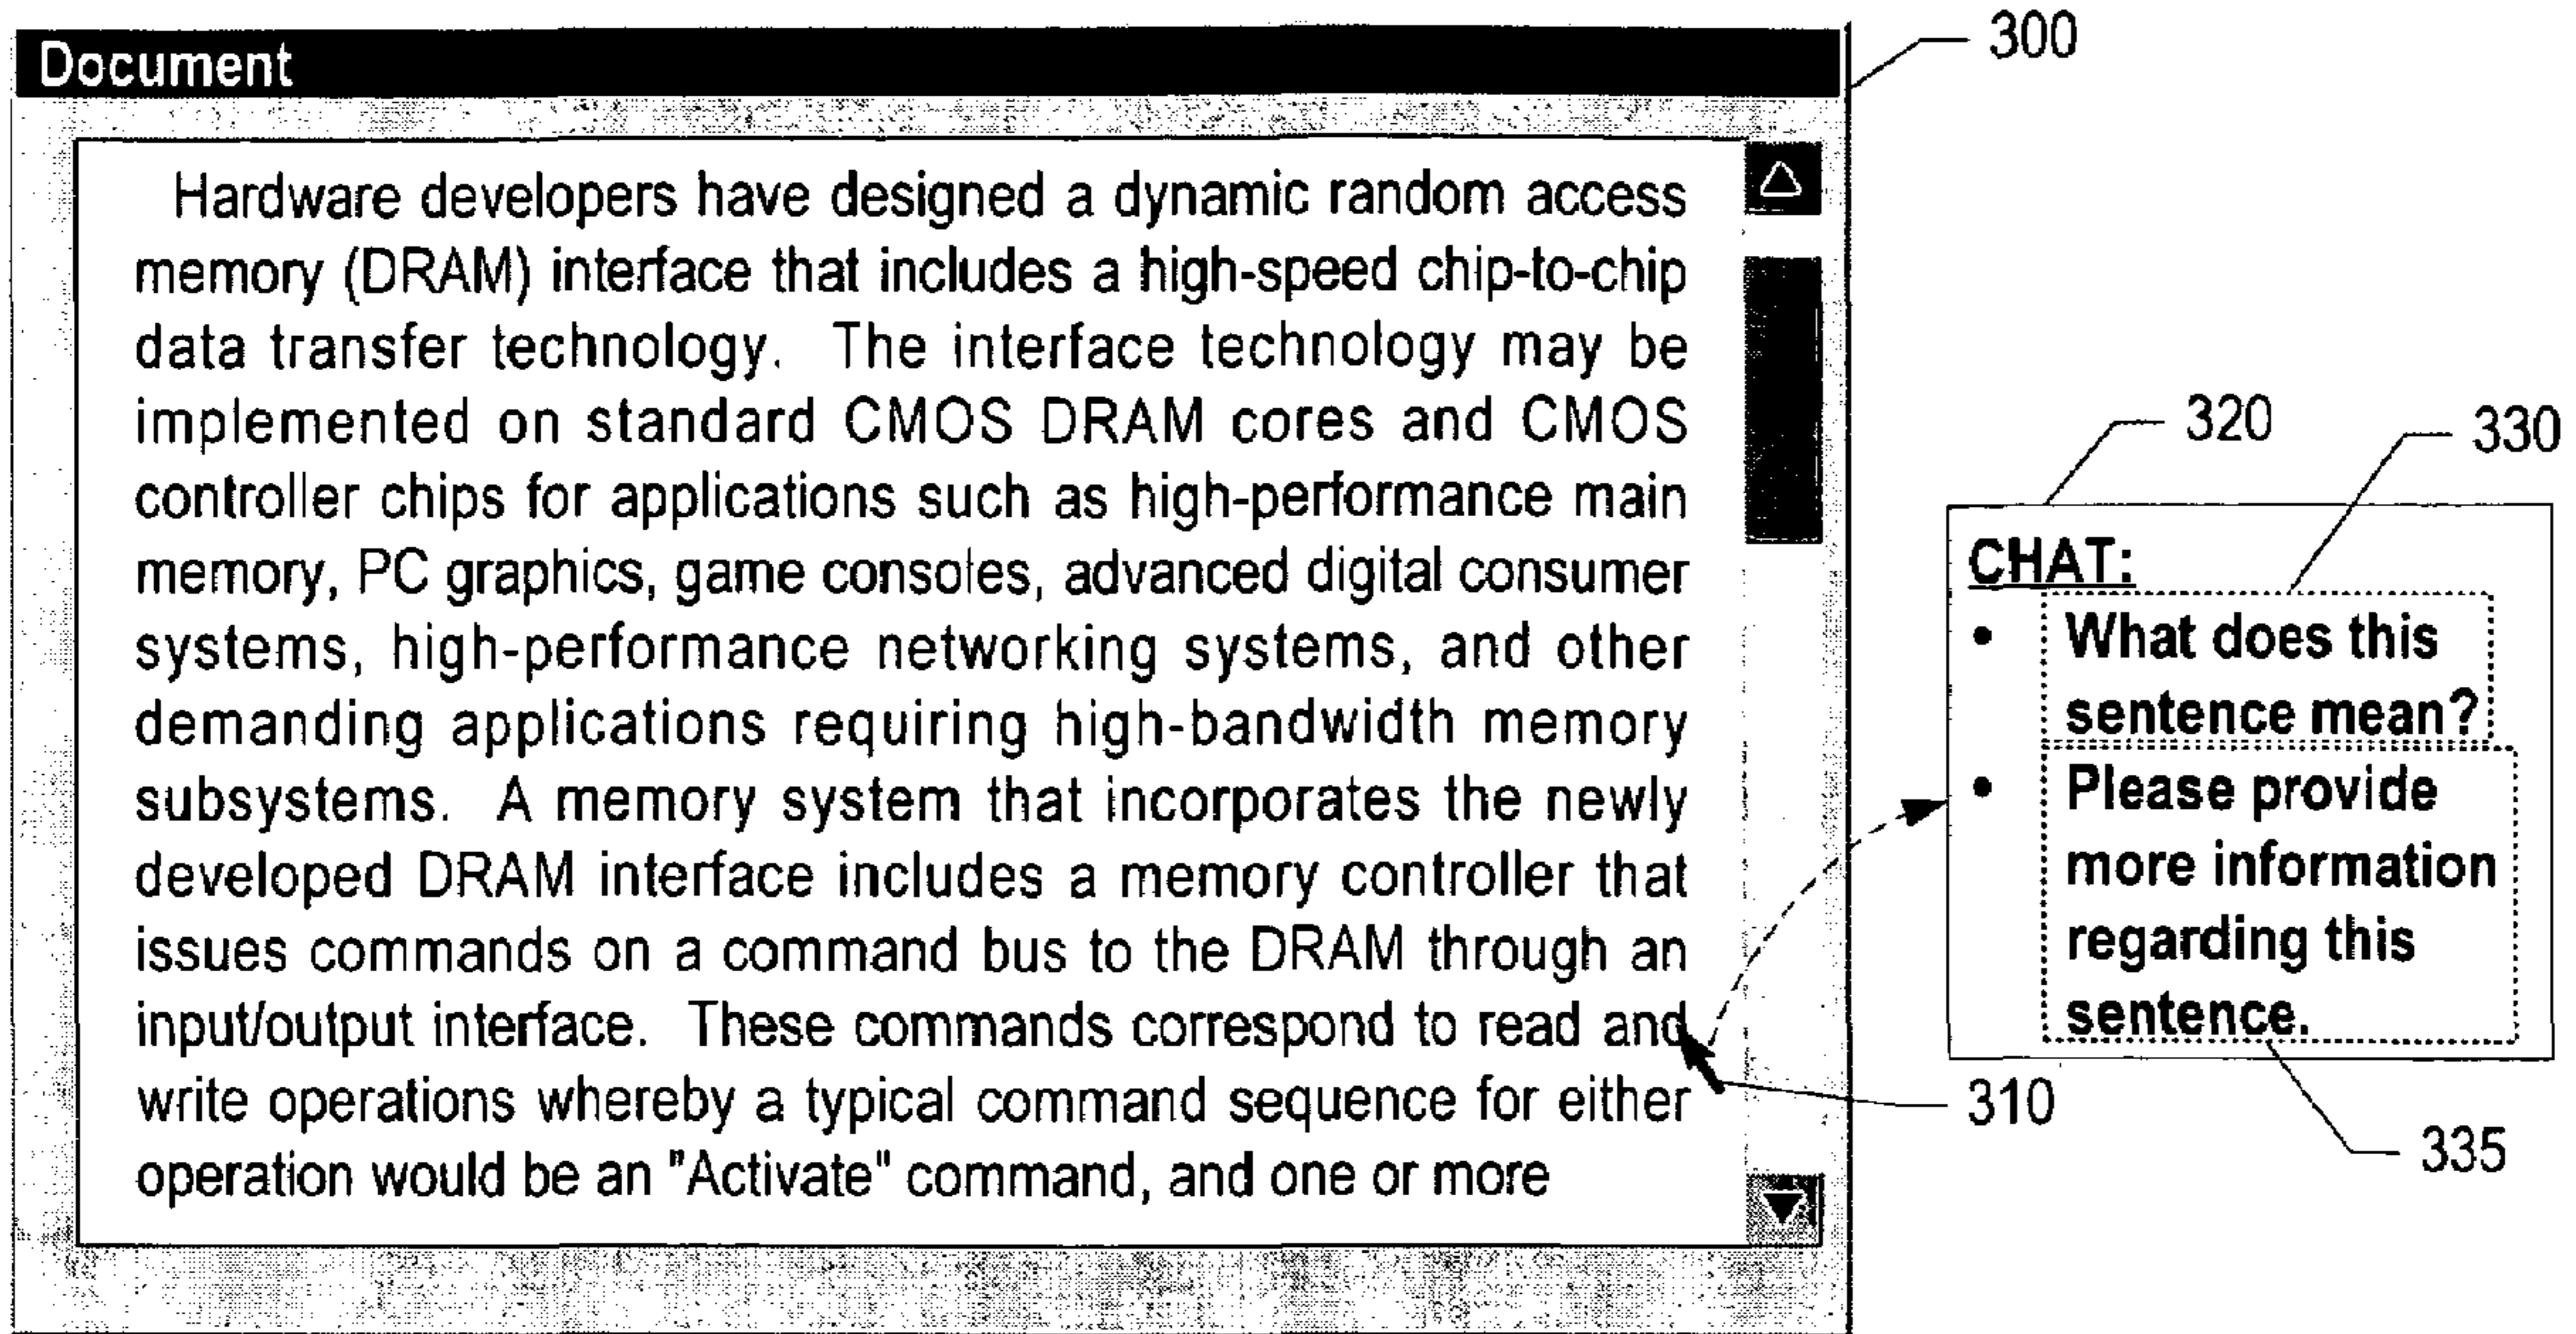 Document
300
Hardware developers have designed a dynamic random access
memory (DRAM) interface that includes a high-speed chip-to-chip
data transfer technology. The interface technology may be
implemented on standard CMOS DRAM cores and CMOS
controller chips for applications such as high-performance main
memory, PC graphics, game consoles, advanced digital consumer
systems, high-performance networking systems, and other
demanding applications requiring high-bandwidth memory
subsystems. A memory system that incorporates the newly
developed DRAM interface includes a memory controller that
issues commands on a command bus to the DRAM through an
input/output interface. These commands correspond to read and
write operations whereby a typical command sequence for either
operation would be an "Activate" command, and one or more
320
330
CHAT:
• What does this
sentence mean?
• Please provide
more information
regarding this
sentence.
310
335